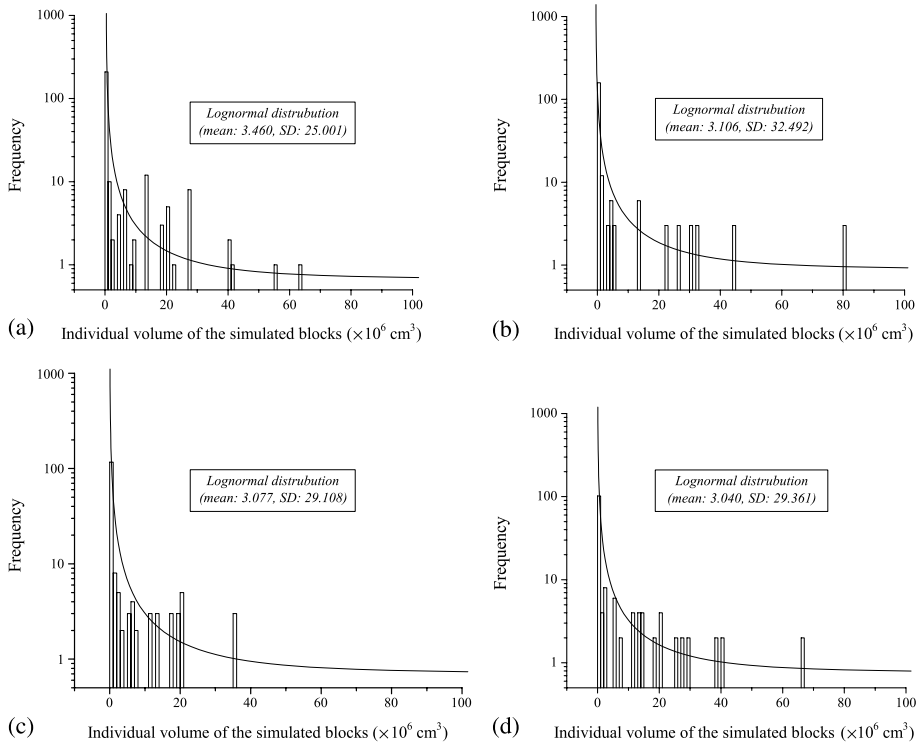 1000
100
10
1
Frequency
Lognormal distrubution
(mean: 3.460, SD: 25.001)
0 20 40 60 80 100
(a)
Individual volume of the simulated blocks (×10⁶ cm³)
1000
100
10
1
Frequency
Lognormal distrubution
(mean: 3.106, SD: 32.492)
0 20 40 60 80 100
(b)
Individual volume of the simulated blocks (×10⁶ cm³)
1000
100
10
1
Frequency
Lognormal distrubution
(mean: 3.077, SD: 29.108)
0 20 40 60 80 100
(c)
Individual volume of the simulated blocks (×10⁶ cm³)
1000
100
10
1
Frequency
Lognormal distrubution
(mean: 3.040, SD: 29.361)
0 20 40 60 80 100
(d)
Individual volume of the simulated blocks (×10⁶ cm³)